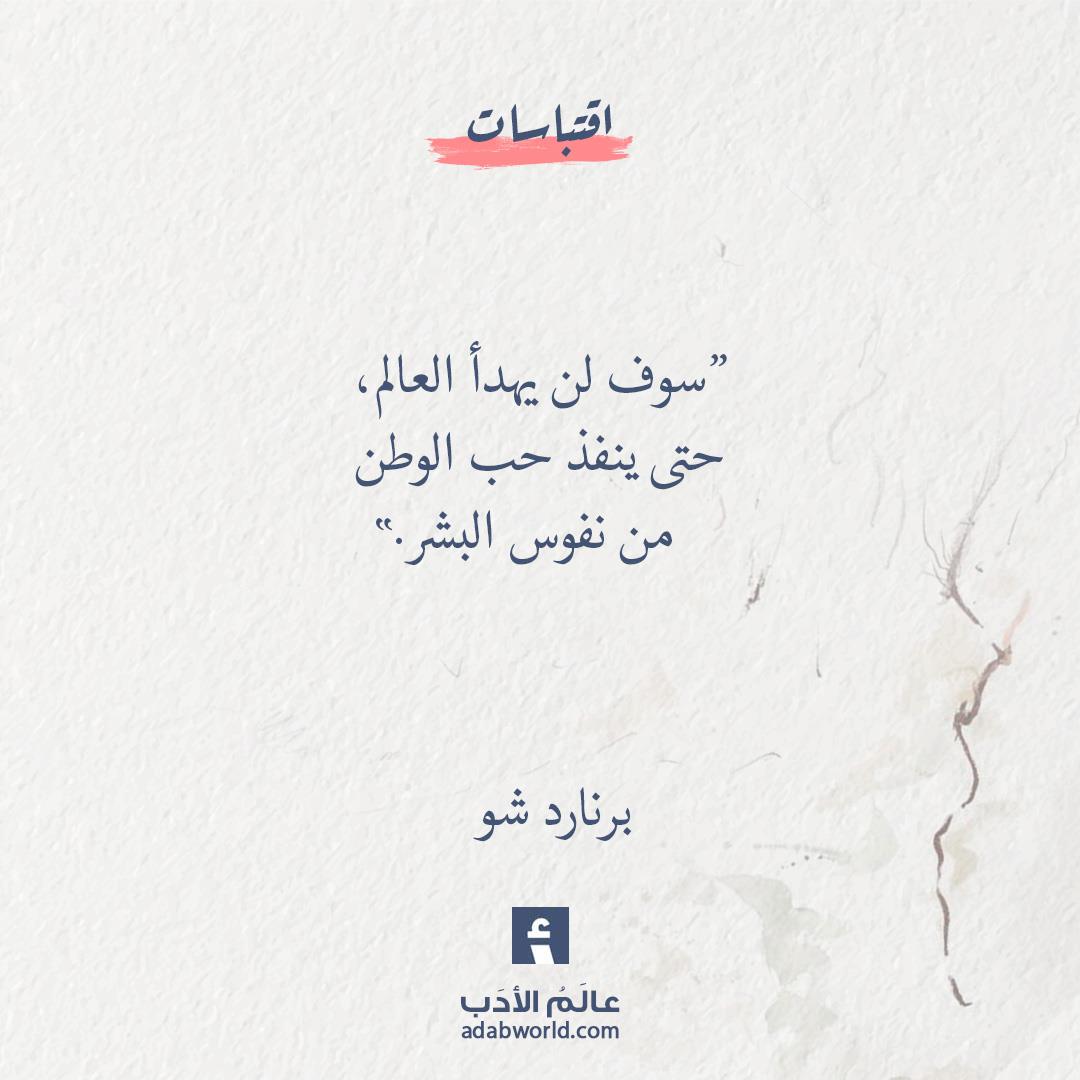 اقتباسات
”سوف لن يهدأ العالم،
حتى ينفذ حب الوطن
من نفوس البشر.“
برنارد شو
أ
عالَمُ الأدَب
adabworld.com